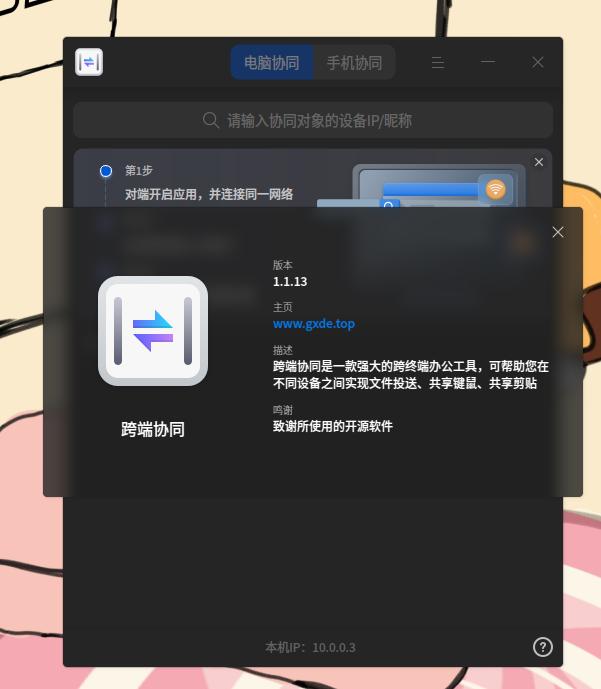 电脑协同
手机协同
请输入协同对象的设备IP/昵称
第1步
对端开启应用，并连接同一网络
版本
1.1.13
主页
www.gxde.top
描述
跨端协同是一款强大的跨终端办公工具，可帮助您在
不同设备之间实现文件投送、共享键鼠、共享剪贴
鸣谢
致谢所使用的开源软件
跨端协同
本机IP：10.0.0.3